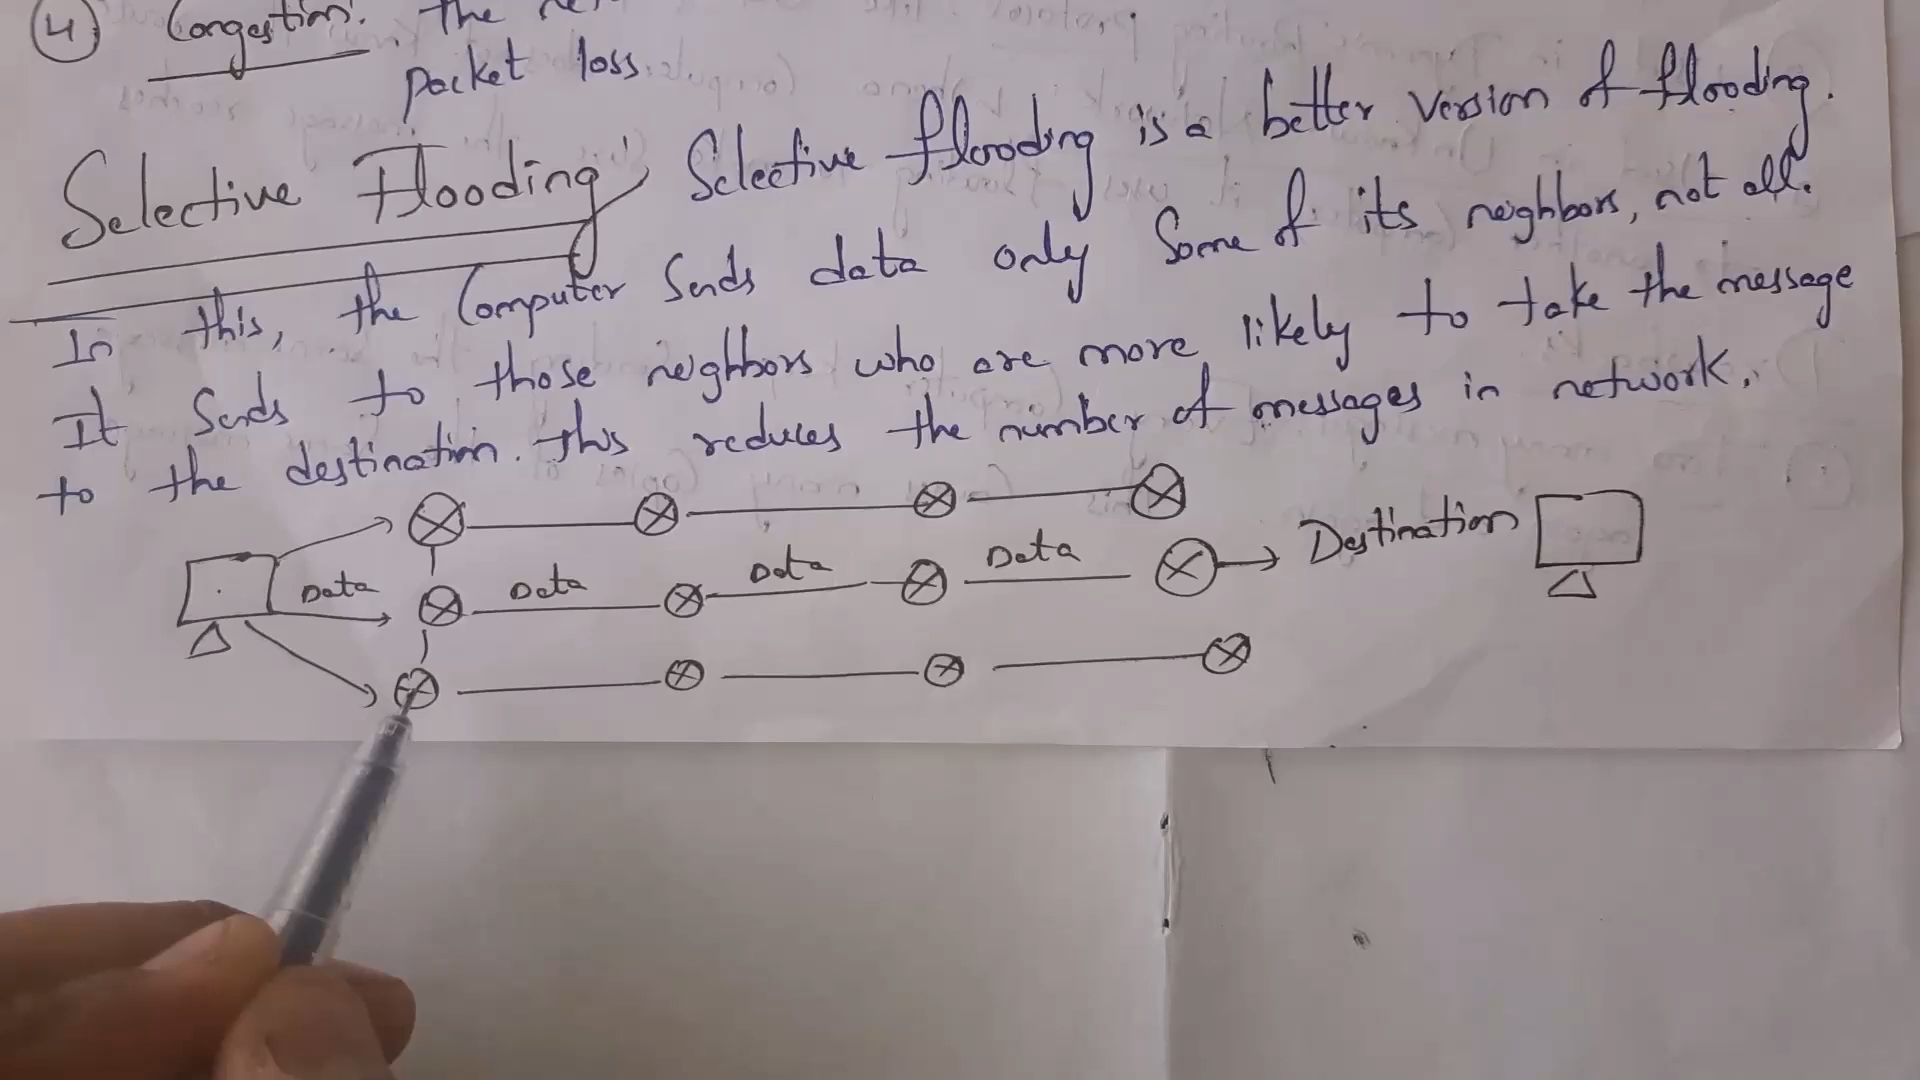 4 Congestion: The
packet loss.
Selective Flooding Selective flooding is a better version of flooding.
In this, the Computer Sends data only Some of its neighbors, not all.
It Sends to those neighbors who are more likely to take the message
to the destination. this reduces the number of messages in network.
Data Data Data Data Destination